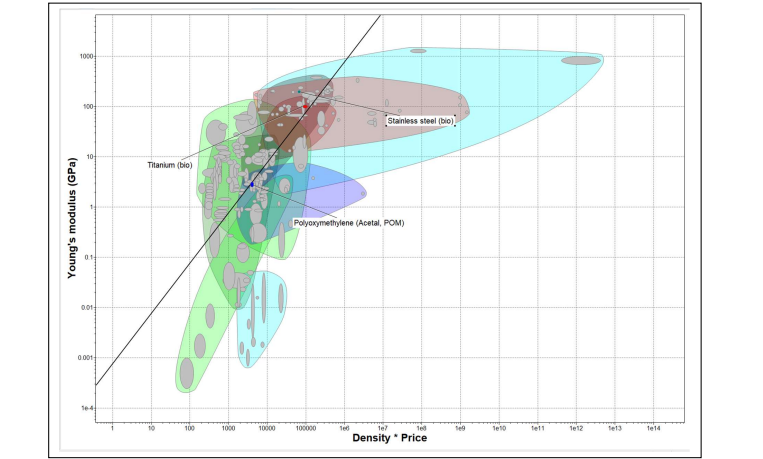 1000
100
10
1
0.1
0.01
0.001
1e-4
Young's modulus (GPa)
Stainless steel (bio)
Titanium (bio)
Polyoxymethylene (Acetal, POM)
1 10 100 1000 10000 100000 1e6 1e7 1e8 1e9 1e10 1e11 1e12 1e13 1e14
Density * Price